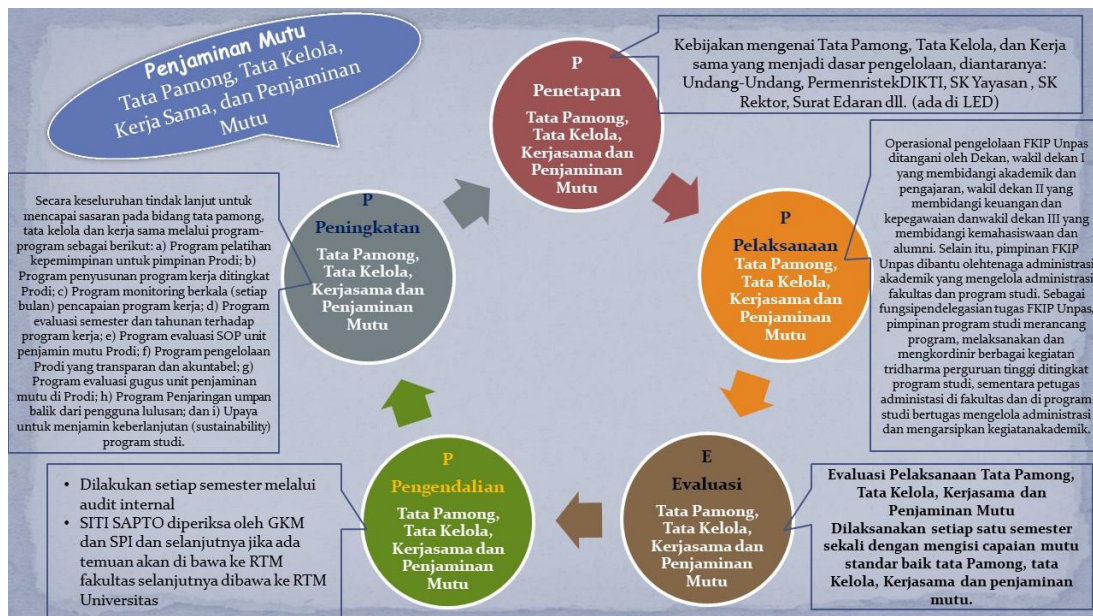 Penjaminan Mutu
Tata Pamong, Tata Kelola,
Kerja Sama, dan Penjaminan
Mutu
P
Penetapan
Tata Pamong,
Tata Kelola,
Kerjasama dan
Penjaminan
Mutu
Kebijakan mengenai Tata Pamong, Tata Kelola, dan Kerja
sama yang menjadi dasar pengelolaan, diantaranya:
Undang-Undang, PermenristekDIKTI, SK Yayasan , SK
Rektor, Surat Edaran dll. (ada di LED)
P
Pelaksanaan
Tata Pamong,
Tata Kelola,
Kerjasama dan
Penjaminan
Mutu
Operasional pengelolaan FKIP Unpas
ditangani oleh Dekan, wakil dekan I
yang membidangi akademik dan
pengajaran, wakil dekan II yang
membidangi keuangan dan
kepegawaian danwakil dekan III yang
membidangi kemahasiswaan dan
alumni. Selain itu, pimpinan FKIP
Unpas dibantu olehtenaga administrasi
akademik yang mengelola administrasi
fakultas dan program studi. Sebagai
fungsipendelegasian tugas FKIP Unpas,
pimpinan program studi merancang
program, melaksanakan dan
mengkordinir berbagai kegiatan
tridharma perguruan tinggi ditingkat
program studi, sementara petugas
administasi di fakultas dan di program
studi bertugas mengelola administrasi
dan mengarsipkan kegiatanakademik.
E
Evaluasi
Tata Pamong,
Tata Kelola,
Kerjasama dan
Penjaminan
Mutu
Evaluasi Pelaksanaan Tata Pamong,
Tata Kelola, Kerjasama dan
Penjaminan Mutu
Dilaksanakan setiap satu semester
sekali dengan mengisi capaian mutu
standar baik tata Pamong, tata
Kelola, Kerjasama dan penjaminan
mutu.
P
Pengendalian
Tata Pamong,
Tata Kelola,
Kerjasama dan
Penjaminan
Mutu
• Dilakukan setiap semester melalui
audit internal
• SITI SAPTO diperiksa oleh GKM
dan SPI dan selanjutnya jika ada
temuan akan di bawa ke RTM
fakultas selanjutnya dibawa ke RTM
Universitas
P
Peningkatan
Tata Pamong,
Tata Kelola,
Kerjasama dan
Penjaminan
Mutu
Secara keseluruhan tindak lanjut untuk
mencapai sasaran pada bidang tata pamong,
tata kelola dan kerja sama melalui program-
program sebagai berikut: a) Program pelatihan
kepemimpinan untuk pimpinan Prodi; b)
Program penyusunan program kerja ditingkat
Prodi; c) Program monitoring berkala (setiap
bulan) pencapaian program kerja; d) Program
evaluasi semester dan tahunan terhadap
program kerja; e) Program evaluasi SOP unit
penjamin mutu Prodi; f) Program pengelolaan
Prodi yang transparan dan akuntabel; g)
Program evaluasi gugus unit penjaminan
mutu di Prodi; h) Program Penjaringan umpan
balik dari pengguna lulusan; dan i) Upaya
untuk menjamin keberlanjutan (sustainability)
program studi.